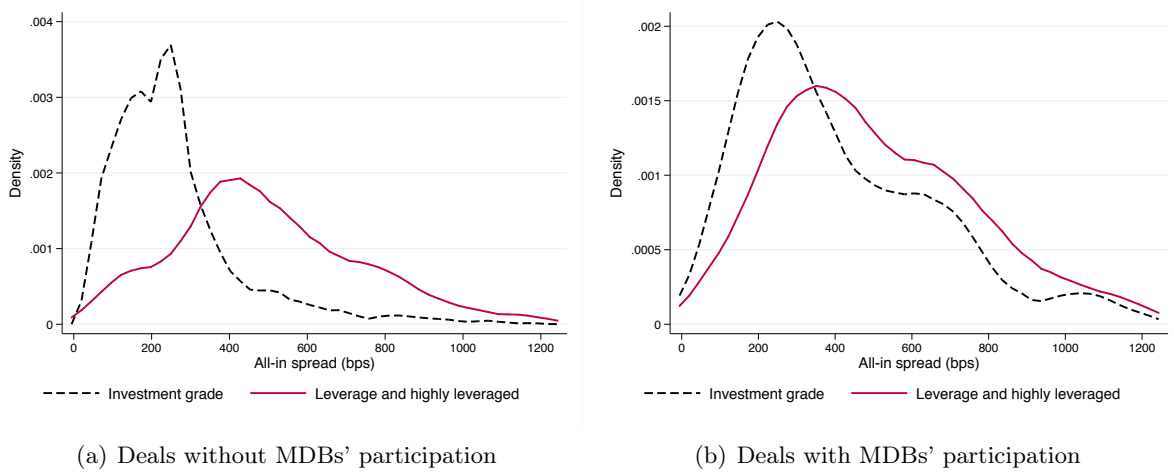 .004
.003
.002
.001
0
Density
0 200 400 600 800 1000 1200
All-in spread (bps)
Investment grade Leverage and highly leveraged
(a) Deals without MDBs' participation
.002
.0015
.001
.0005
0
Density
0 200 400 600 800 1000 1200
All-in spread (bps)
Investment grade Leverage and highly leveraged
(b) Deals with MDBs' participation